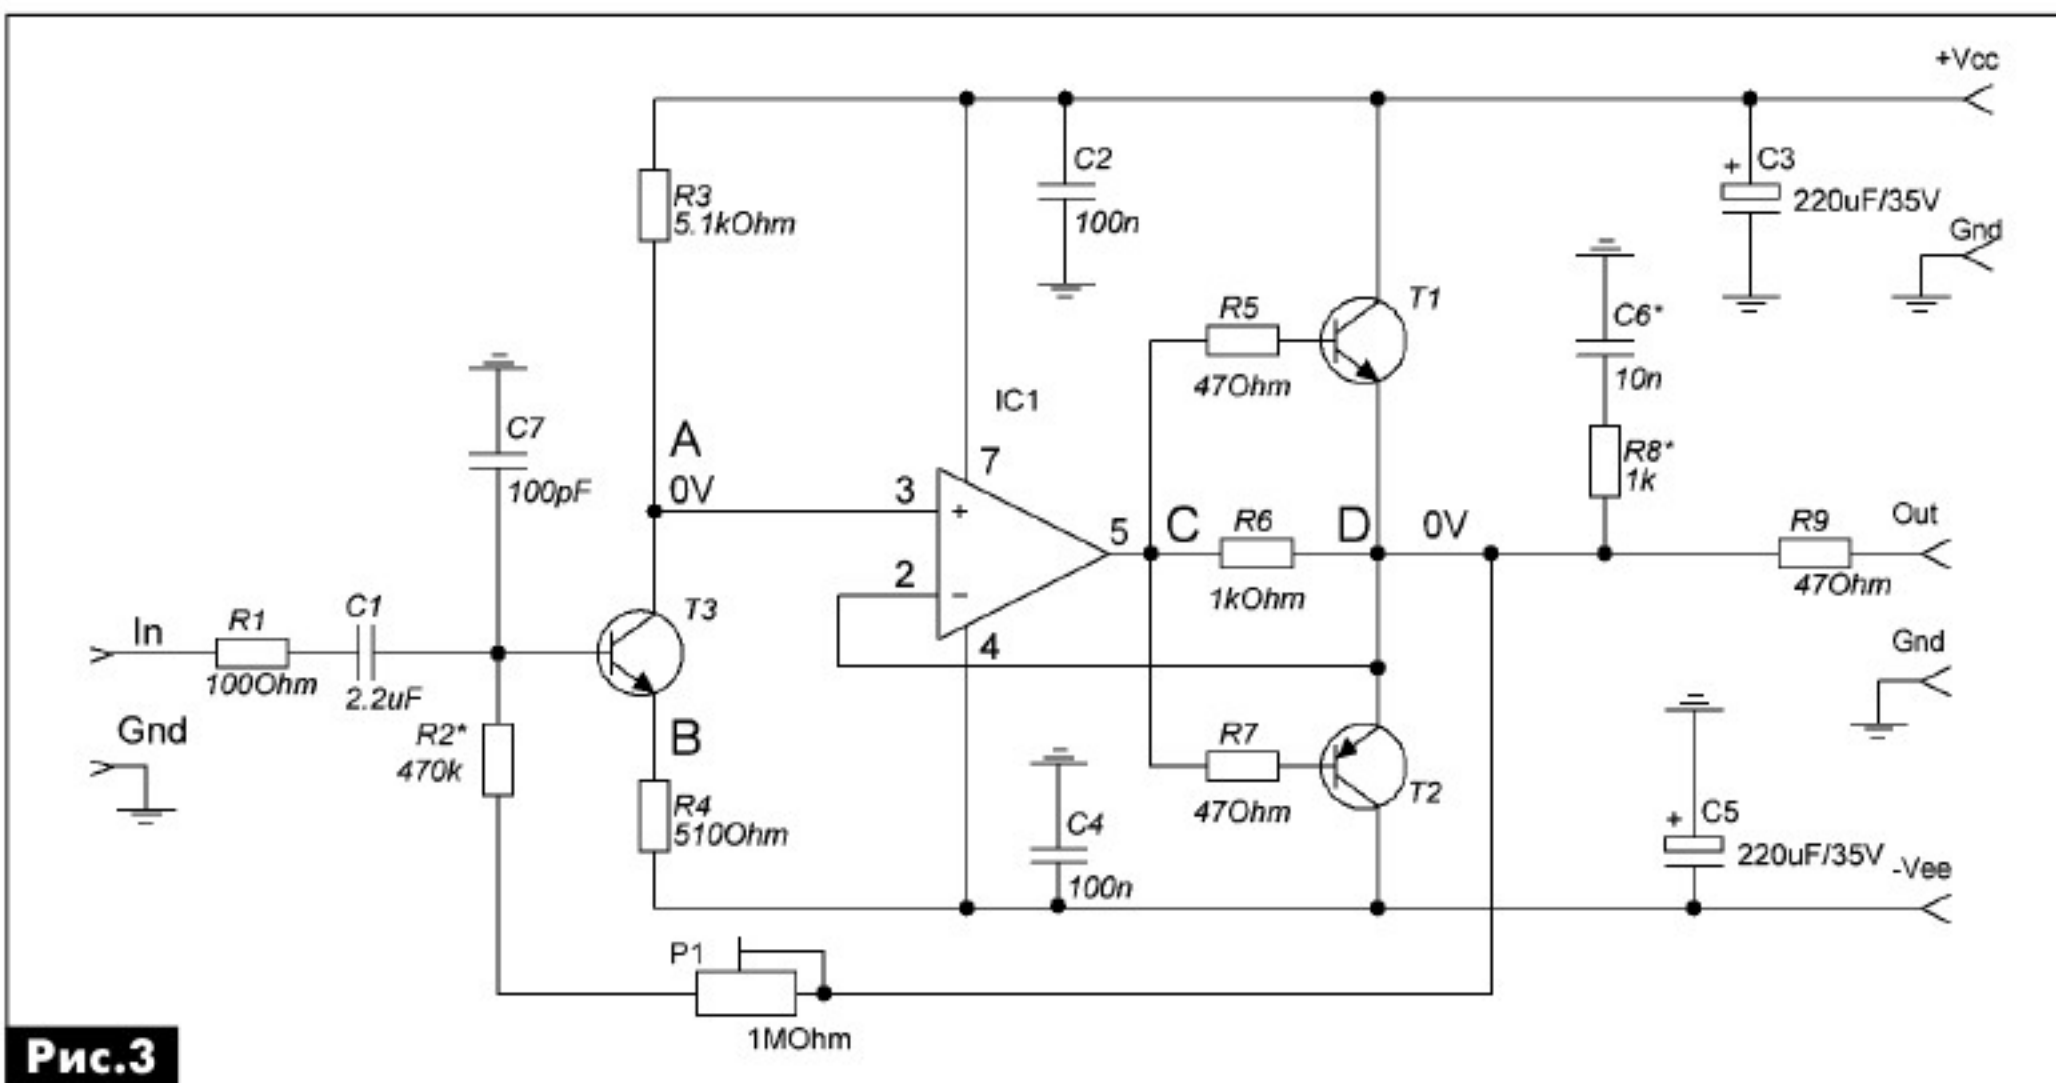 +Vcc
R3
5.1kOhm
C2
100n
+ C3
220uF/35V
Gnd
R5
47Ohm
T1
C6*
10n
C7
100pF
A
0V
IC1
7
3
+
R8*
1k
5
C
R6
1kOhm
D
0V
R9
47Ohm
Out
2
−
4
In
R1
100Ohm
C1
2.2uF
T3
Gnd
Gnd
R2*
470k
B
R4
510Ohm
C4
100n
R7
47Ohm
T2
+ C5
220uF/35V
-Vee
P1
1MOhm
Рис.3